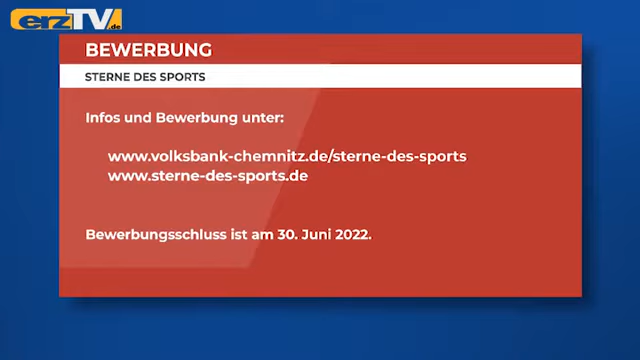 erzTV.de
BEWERBUNG
STERNE DES SPORTS
Infos und Bewerbung unter:
www.volksbank-chemnitz.de/sterne-des-sports
www.sterne-des-sports.de
Bewerbungsschluss ist am 30. Juni 2022.